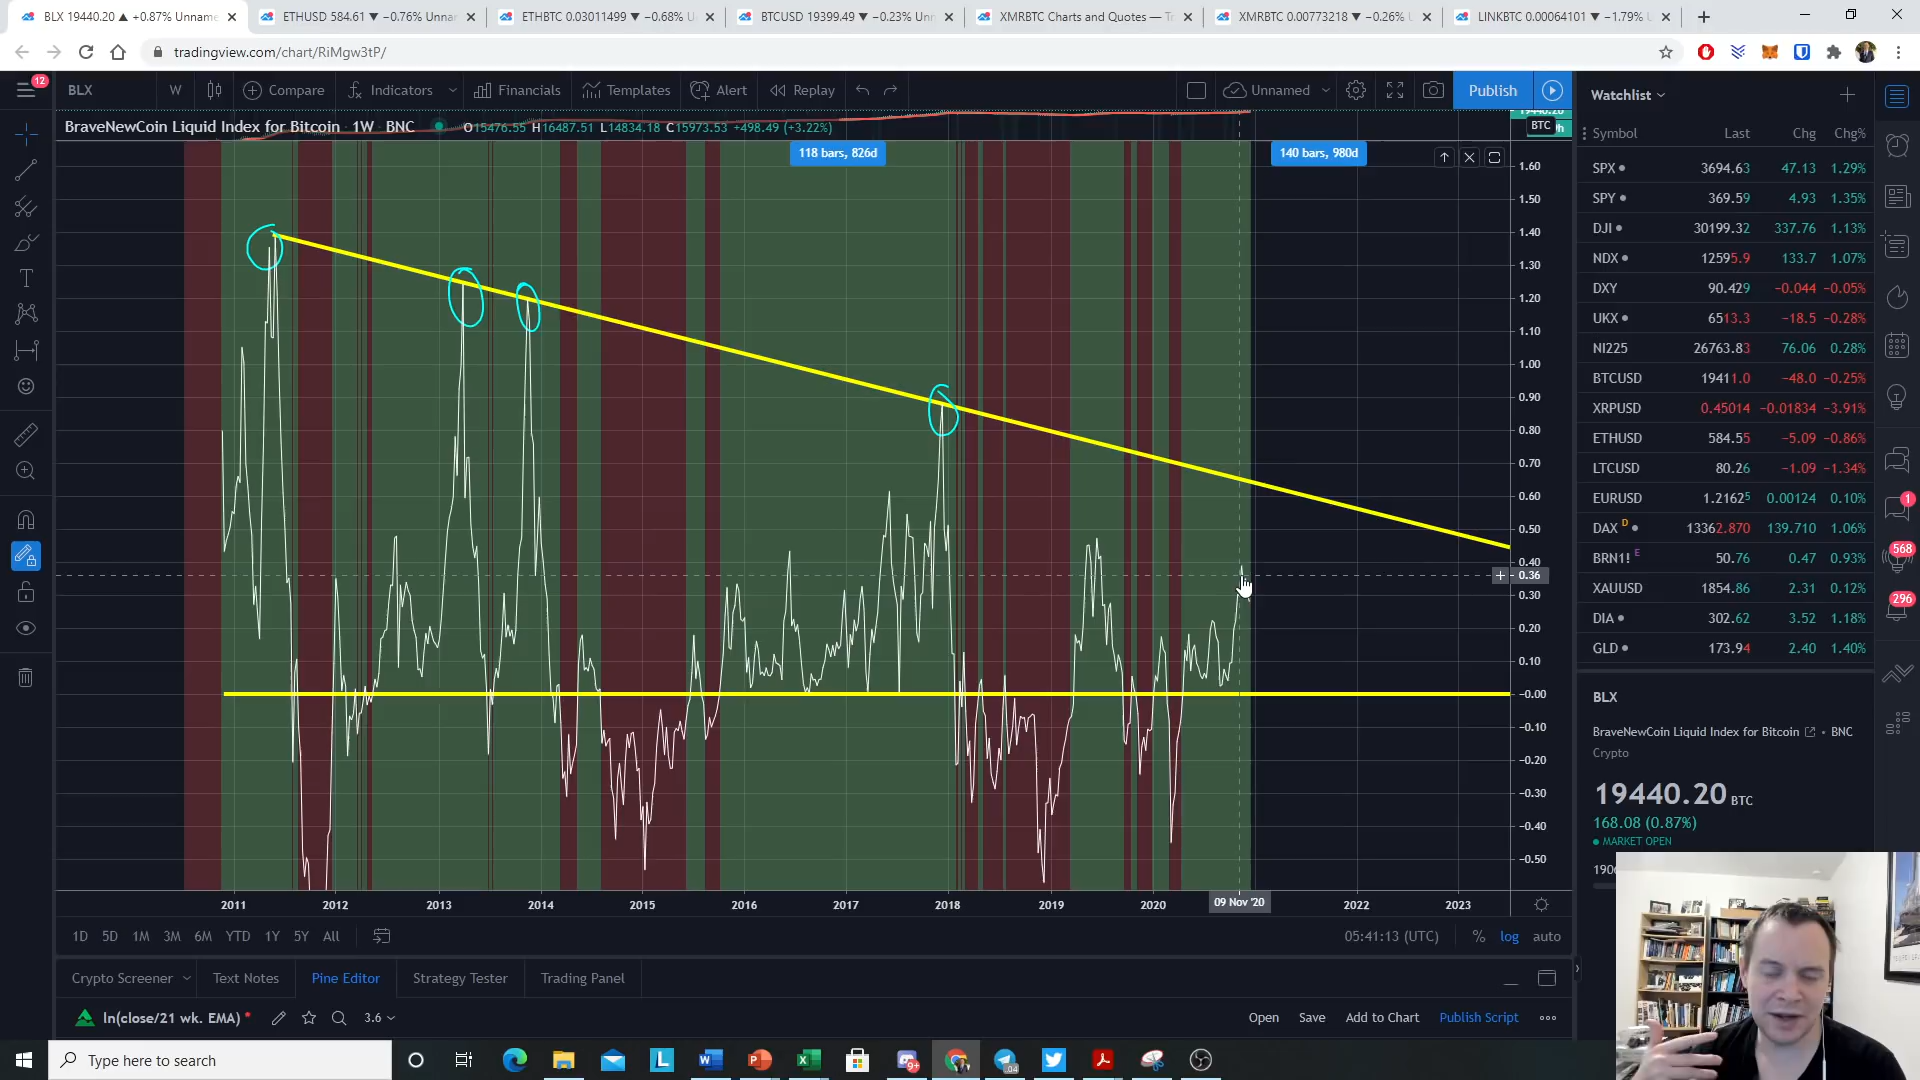 BLX 19440.20 ▲ +0.87% Unname
ETHUSD 584.61 ▼ −0.76% Unnar
ETHBTC 0.03011499 ▼ −0.68% U
BTCUSD 19399.49 ▼ −0.23% Unn
XMRBTC Charts and Quotes — Tr
XMRBTC 0.00773218 ▼ −0.26% U
LINKBTC 0.00064101 ▼ −1.79% U
tradingview.com/chart/RiMgw3tP/
12
BLX W Compare Indicators Financials Templates Alert Replay Unnamed Publish
BraveNewCoin Liquid Index for Bitcoin · 1W · BNC O15476.55 H16487.51 L14834.18 C15973.53 +498.49 (+3.22%)
BTC
118 bars, 826d
140 bars, 980d
1.60
1.50
1.40
1.30
1.20
1.10
1.00
0.90
0.80
0.70
0.60
0.50
0.40
0.36
0.30
0.20
0.10
−0.00
−0.10
−0.20
−0.30
−0.40
−0.50
2011 2012 2013 2014 2015 2016 2017 2018 2019 2020 09 Nov '20 2022 2023
1D 5D 1M 3M 6M YTD 1Y 5Y All
05:41:13 (UTC) % log auto
Crypto Screener Text Notes Pine Editor Strategy Tester Trading Panel
ln(close/21 wk. EMA) * 3.6
Open Save Add to Chart Publish Script
Watchlist
Symbol Last Chg Chg%
SPX 3694.63 47.13 1.29%
SPY 369.59 4.93 1.35%
DJI 30199.32 337.76 1.13%
NDX 12595.9 133.7 1.07%
DXY 90.429 −0.044 −0.05%
UKX 6513.3 −18.5 −0.28%
NI225 26763.83 76.06 0.28%
BTCUSD 19411.0 −48.0 −0.25%
XRPUSD 0.45014 −0.01834 −3.91%
ETHUSD 584.55 −5.09 −0.86%
LTCUSD 80.26 −1.09 −1.34%
EURUSD 1.21625 0.00124 0.10%
DAX D 13362.870 139.710 1.06%
BRN1! E 50.76 0.47 0.93%
XAUUSD 1854.86 2.31 0.12%
DIA 302.62 3.52 1.18%
GLD 173.94 2.40 1.40%
1
568
296
BLX
BraveNewCoin Liquid Index for Bitcoin • BNC
Crypto
19440.20 BTC
168.08 (0.87%)
MARKET OPEN
Type here to search